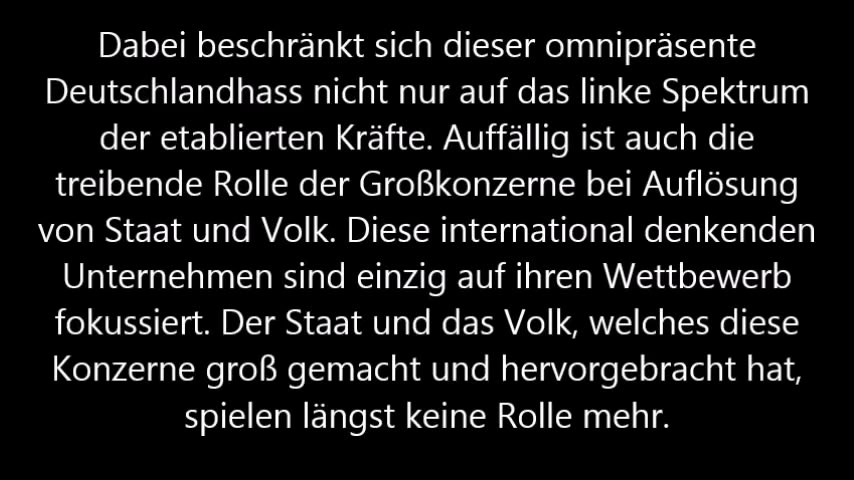 Dabei beschränkt sich dieser omnipräsente
Deutschlandhass nicht nur auf das linke Spektrum
der etablierten Kräfte. Auffällig ist auch die
treibende Rolle der Großkonzerne bei Auflösung
von Staat und Volk. Diese international denkenden
Unternehmen sind einzig auf ihren Wettbewerb
fokussiert. Der Staat und das Volk, welches diese
Konzerne groß gemacht und hervorgebracht hat,
spielen längst keine Rolle mehr.